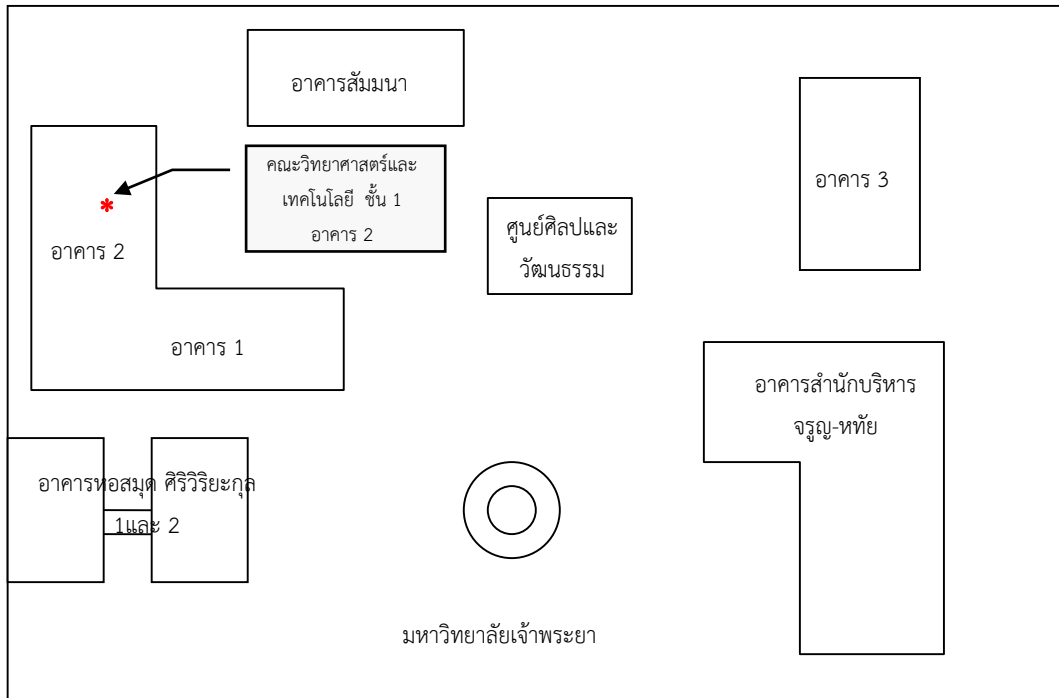 อาคารสัมมนา
คณะวิทยาศาสตร์และ
เทคโนโลยี ชั้น 1
อาคาร 2
อาคาร 3
*
ศูนย์ศิลปและ
วัฒนธรรม
อาคาร 2
อาคาร 1
อาคารสำนักบริหาร
จรูญ-หทัย
อาคารหอสมุด ศิริวิริยะกุล
1และ 2
มหาวิทยาลัยเจ้าพระยา